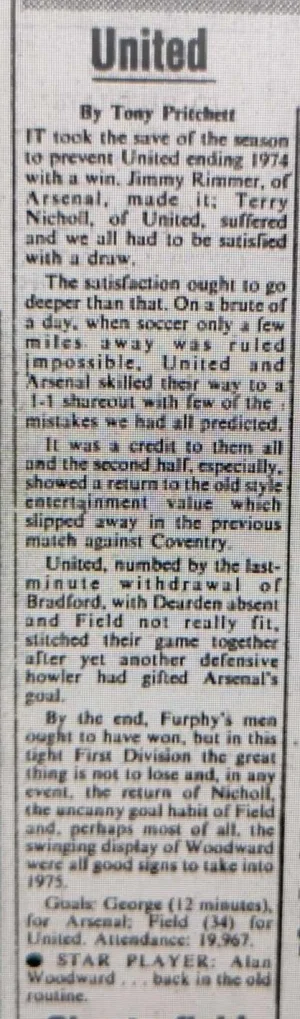 United
By Tony Pritchett
IT took the save of the season
to prevent United ending 1974
with a win. Jimmy Rimmer, of
Arsenal, made it; Terry
Nicholl, of United, suffered
and we all had to be satisfied
with a draw.
The satisfaction ought to go
deeper than that. On a brute of
a day, when soccer only a few
miles away was ruled
impossible, United and
Arsenal skilled their way to a
1-1 shareout with few of the
mistakes we had all predicted.
It was a credit to them all
and the second half, especially,
showed a return to the old style
entertainment value which
slipped away in the previous
match against Coventry.
United, numbed by the last-
minute withdrawal of
Bradford, with Dearden absent
and Field not really fit,
stitched their game together
after yet another defensive
howler had gifted Arsenal's
goal.
By the end, Furphy's men
ought to have won, but in this
tight First Division the great
thing is not to lose and, in any
event, the return of Nicholl,
the uncanny goal habit of Field
and, perhaps most of all, the
swinging display of Woodward
were all good signs to take into
1975.
Goals: George (12 minutes),
for Arsenal; Field (34) for
United. Attendance: 19,967.
● STAR PLAYER: Alan
Woodward . . . back in the old
routine.